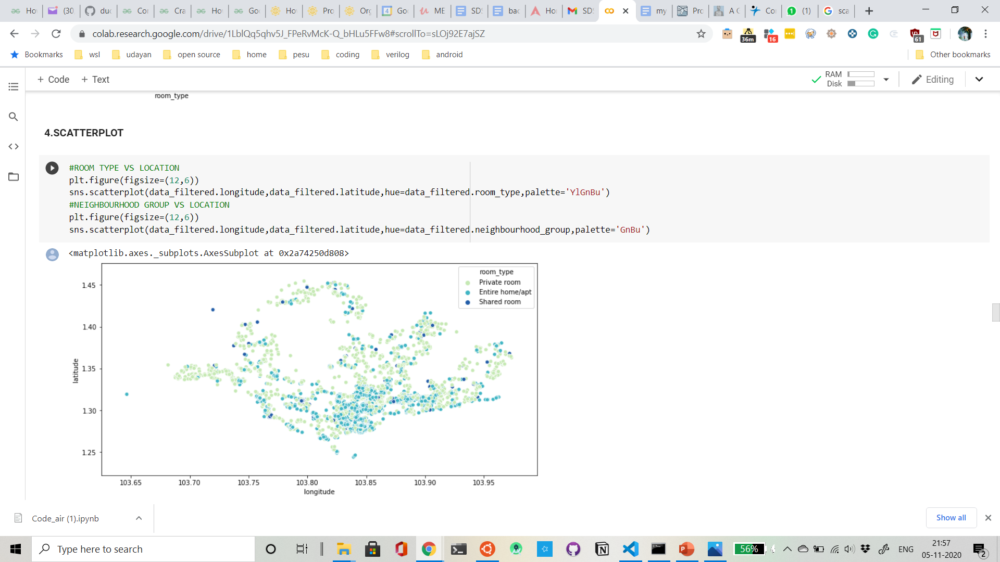 Ho
(30
duc
Cor
Cra
Ho
Goo
Ho
Pro
Org
Goo
ME
SDS
bac
Ho
SDS
my
Pro
A C
Co
(1)
sca
colab.research.google.com/drive/1LblQq5qhv5J_FPeRvMcK-Q_bHLu5FFw8#scrollTo=sLOj92E7ajSZ
36m
16
61
Bookmarks
wsl
udayan
open source
home
pesu
coding
verilog
android
Other bookmarks
+ Code
+ Text
RAM
Disk
Editing
room_type
4.SCATTERPLOT
#ROOM TYPE VS LOCATION
plt.figure(figsize=(12,6))
sns.scatterplot(data_filtered.longitude,data_filtered.latitude,hue=data_filtered.room_type,palette='YlGnBu')
#NEIGHBOURHOOD GROUP VS LOCATION
plt.figure(figsize=(12,6))
sns.scatterplot(data_filtered.longitude,data_filtered.latitude,hue=data_filtered.neighbourhood_group,palette='GnBu')
<matplotlib.axes._subplots.AxesSubplot at 0x2a74250d808>
room_type
Private room
Entire home/apt
Shared room
1.45
1.40
1.35
1.30
1.25
latitude
103.65
103.70
103.75
103.80
103.85
103.90
103.95
longitude
Code_air (1).ipynb
Show all
Type here to search
56%
ENG
21:57
05-11-2020
2